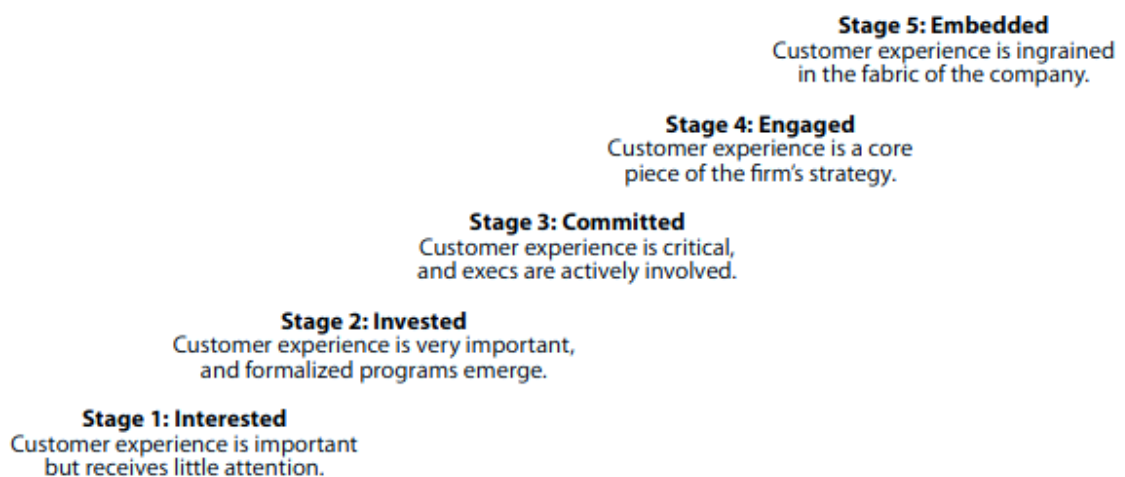 Stage 5: Embedded
Customer experience is ingrained
in the fabric of the company.
Stage 4: Engaged
Customer experience is a core
piece of the firm's strategy.
Stage 3: Committed
Customer experience is critical,
and execs are actively involved.
Stage 2: Invested
Customer experience is very important,
and formalized programs emerge.
Stage 1: Interested
Customer experience is important
but receives little attention.